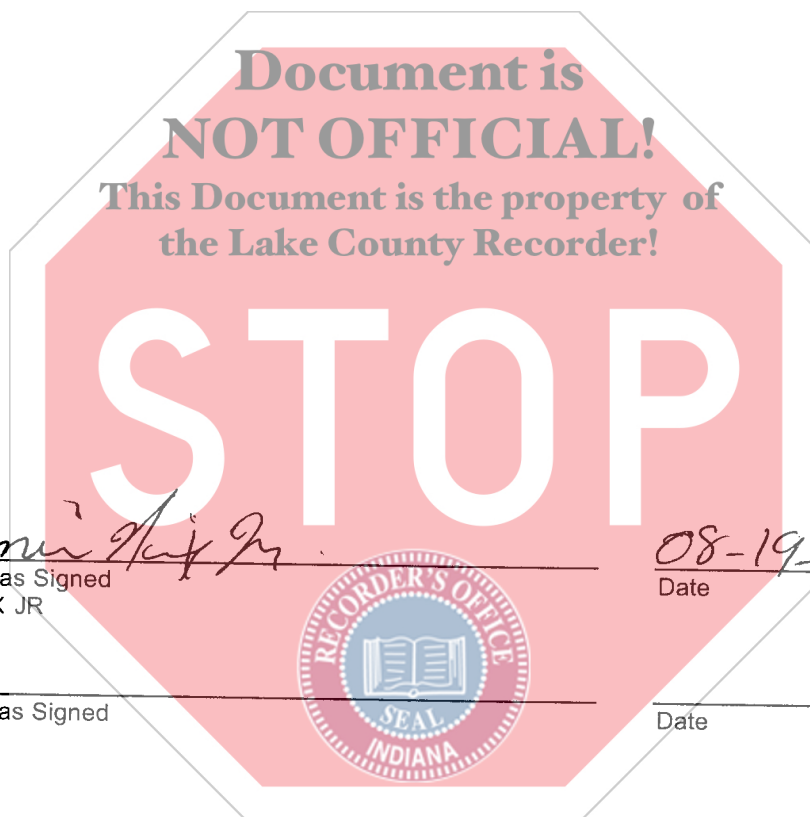 Document is
NOT OFFICIAL!
This Document is the property of
the Lake County Recorder!
STOP
08-19-
as Signed
Date
JR
RECORDER'S OFFICE
SEAL
INDIANA
as Signed
Date